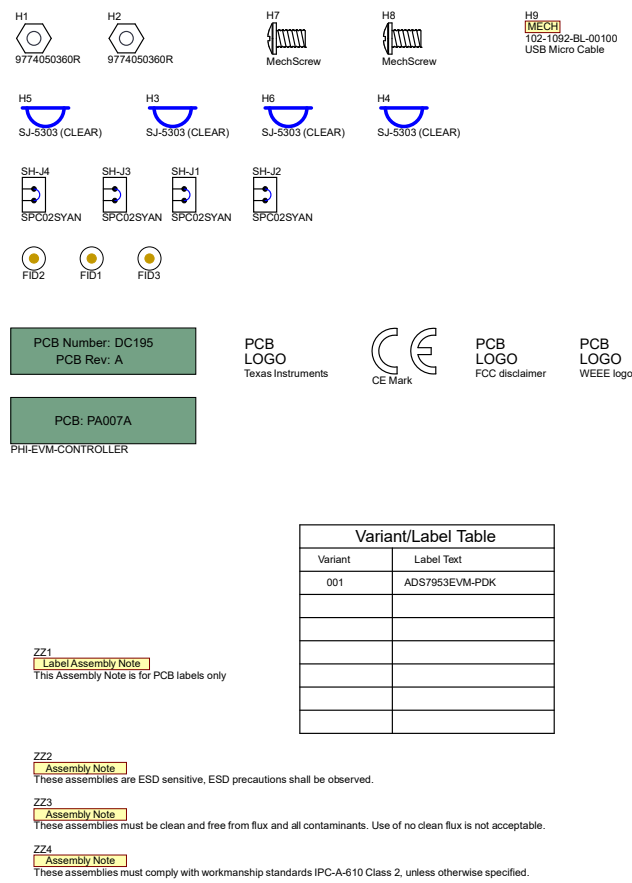 H1 H2 H7 H8 H9
MECH
9774050360R 9774050360R MechScrew MechScrew 102-1092-BL-00100
USB Micro Cable
H5 H3 H6 H4
SJ-5303 (CLEAR) SJ-5303 (CLEAR) SJ-5303 (CLEAR) SJ-5303 (CLEAR)
SH-J4 SH-J3 SH-J1 SH-J2
SPC02SYAN SPC02SYAN SPC02SYAN SPC02SYAN
FID2 FID1 FID3
PCB Number: DC195
PCB Rev: A
PCB
LOGO
Texas Instruments
CE
CE Mark
PCB
LOGO
FCC disclaimer
PCB
LOGO
WEEE logo
PCB: PA007A
PHI-EVM-CONTROLLER
Variant/Label Table
Variant Label Text
001 ADS7953EVM-PDK
ZZ1
Label Assembly Note
This Assembly Note is for PCB labels only
ZZ2
Assembly Note
These assemblies are ESD sensitive, ESD precautions shall be observed.
ZZ3
Assembly Note
These assemblies must be clean and free from flux and all contaminants. Use of no clean flux is not acceptable.
ZZ4
Assembly Note
These assemblies must comply with workmanship standards IPC-A-610 Class 2, unless otherwise specified.